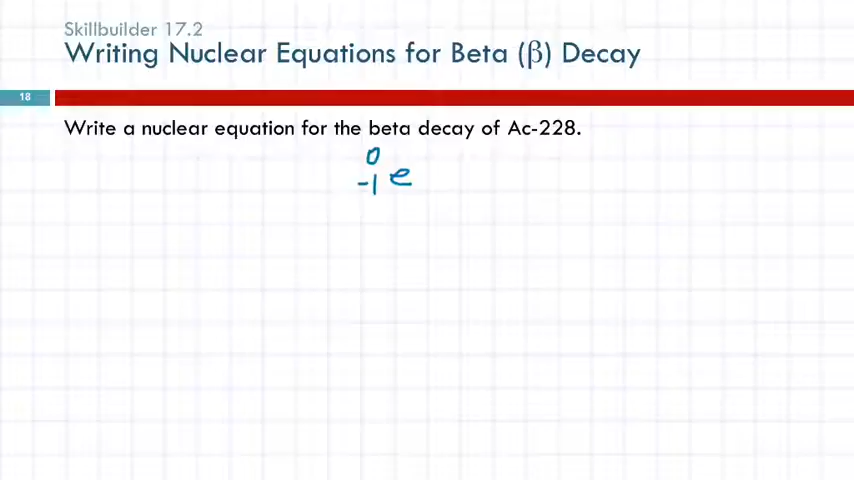 Skillbuilder 17.2
Writing Nuclear Equations for Beta (β) Decay
18
Write a nuclear equation for the beta decay of Ac-228.
0
-1 e